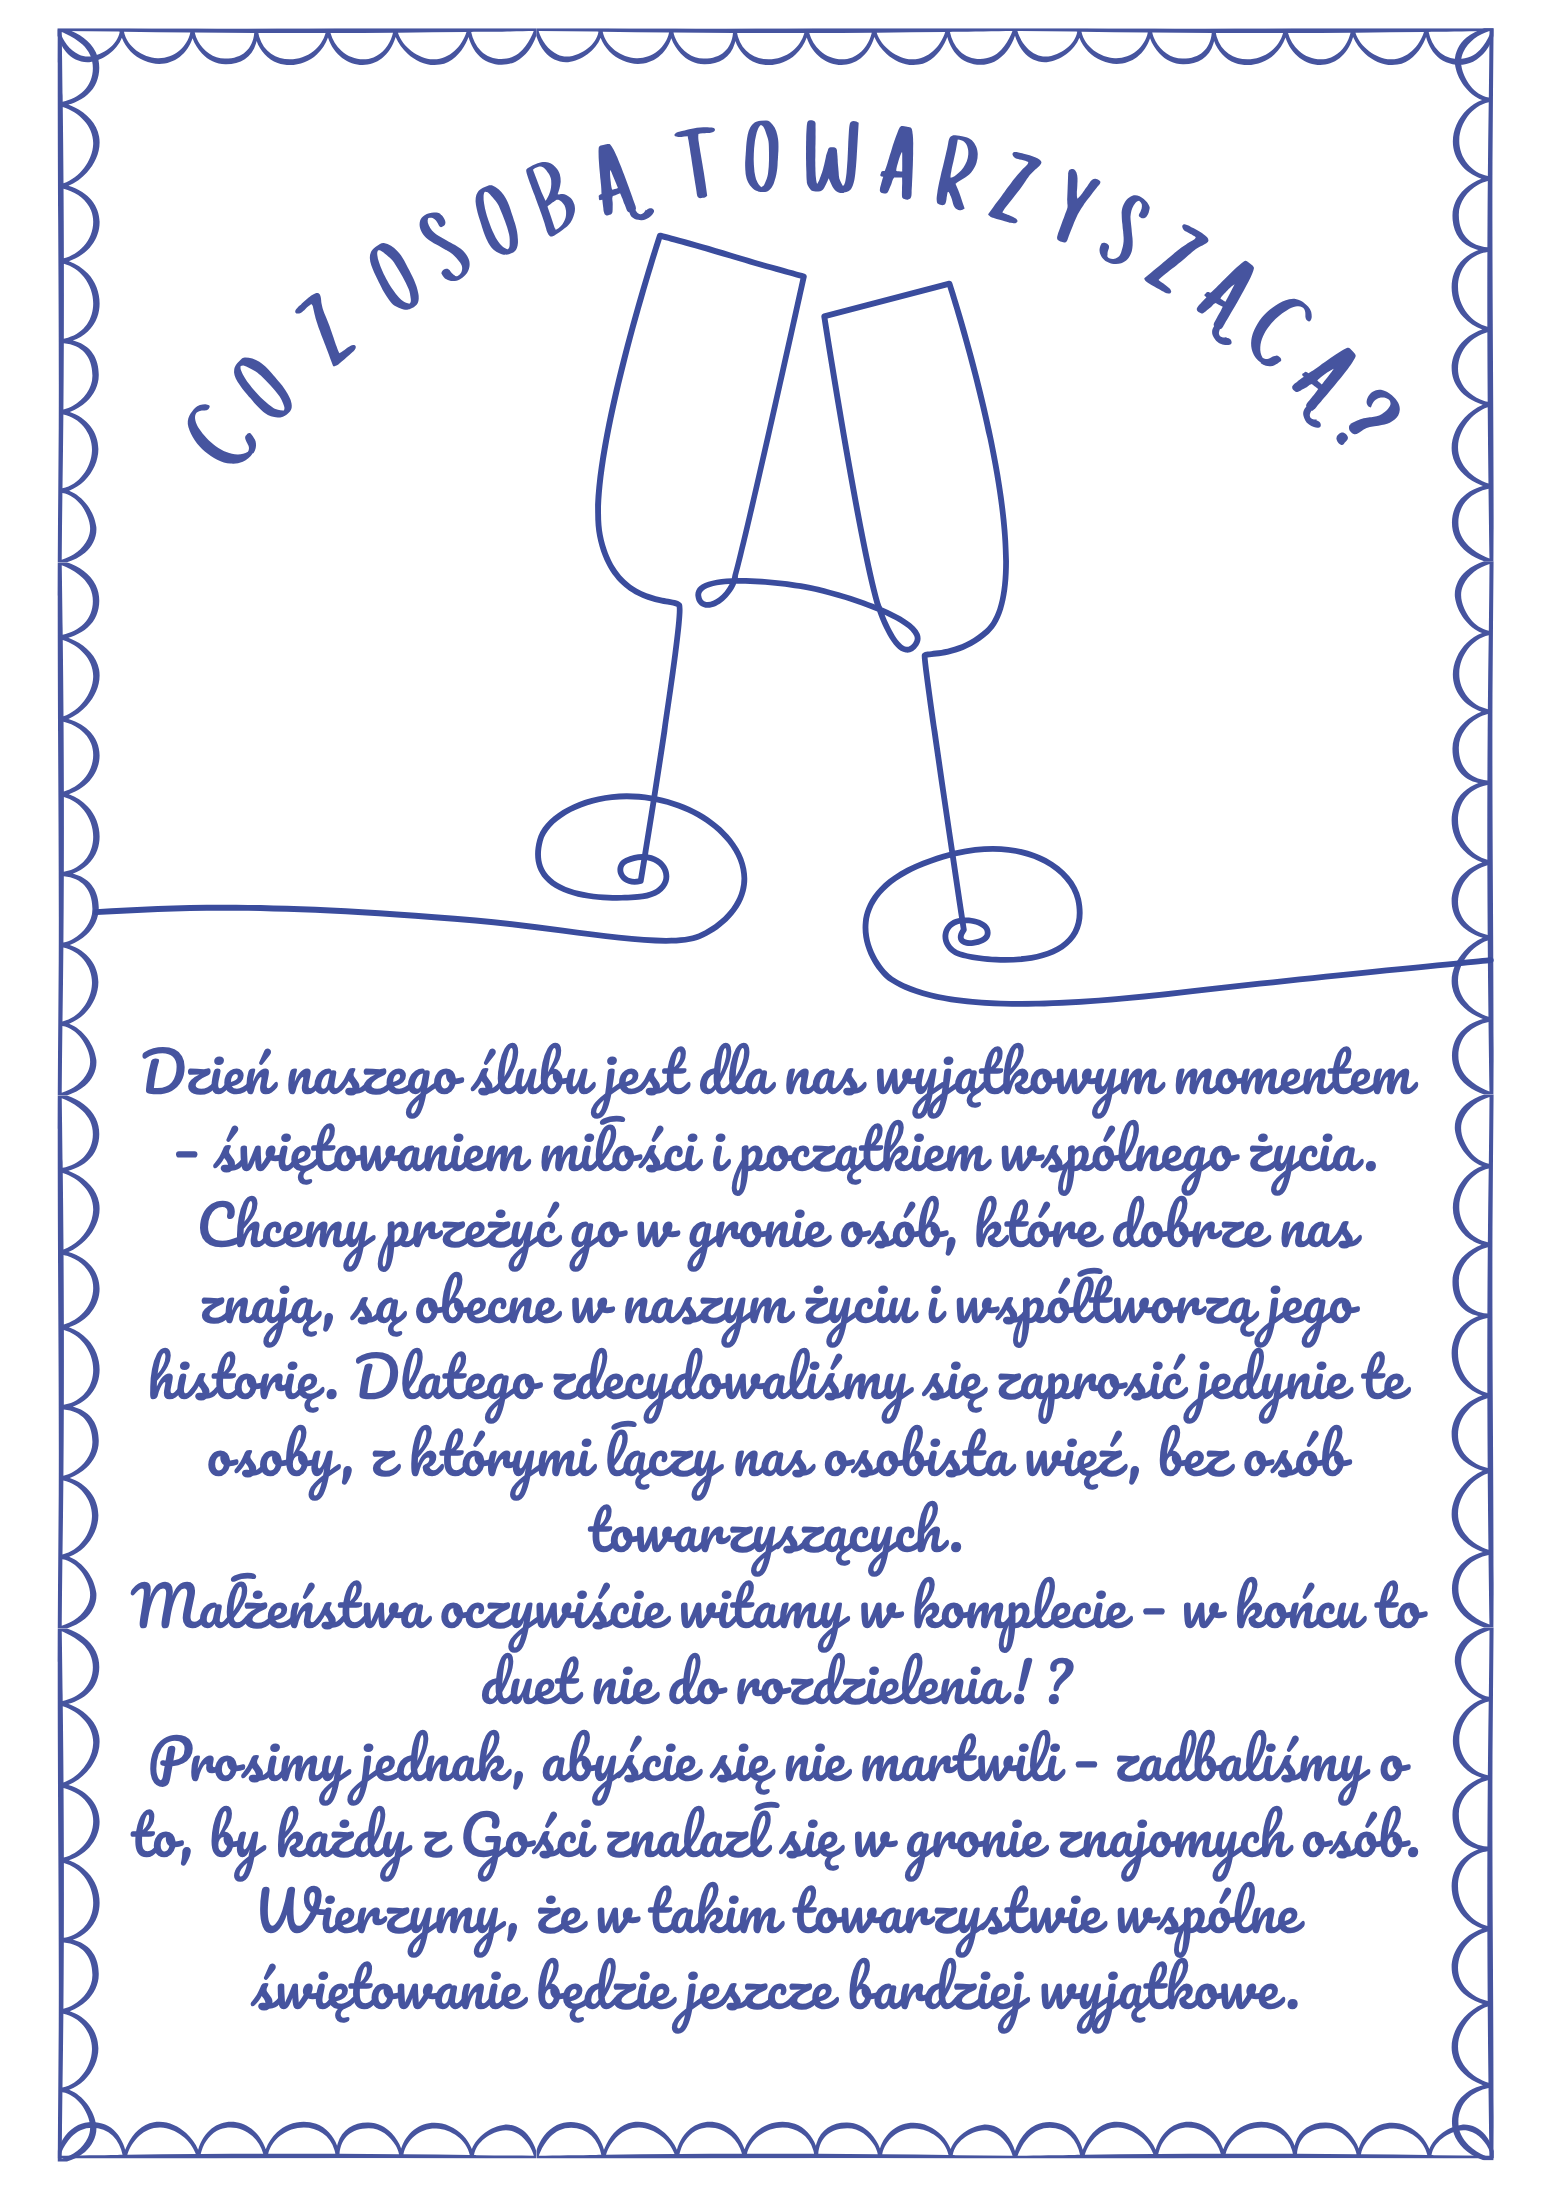 CO Z OSOBĄ TOWARZYSZĄCĄ?
Dzień naszego ślubu jest dla nas wyjątkowym momentem
– świętowaniem miłości i początkiem wspólnego życia.
Chcemy przeżyć go w gronie osób, które dobrze nas
znają, są obecne w naszym życiu i współtworzą jego
historię. Dlatego zdecydowaliśmy się zaprosić jedynie te
osoby, z którymi łączy nas osobista więź, bez osób
towarzyszących.
Małżeństwa oczywiście witamy w komplecie – w końcu to
duet nie do rozdzielenia! ?
Prosimy jednak, abyście się nie martwili – zadbaliśmy o
to, by każdy z Gości znalazł się w gronie znajomych osób.
Wierzymy, że w takim towarzystwie wspólne
świętowanie będzie jeszcze bardziej wyjątkowe.